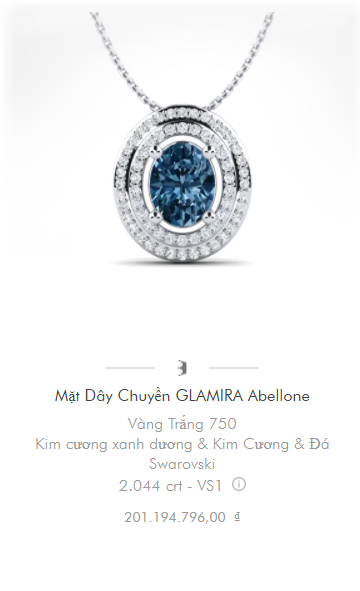 Mặt Dây Chuyền GLAMIRA Abellone
Vàng Trắng 750
Kim cương xanh dương & Kim Cương & Đá
Swarovski
2.044 crt - VS1
201.194.796,00 ₫